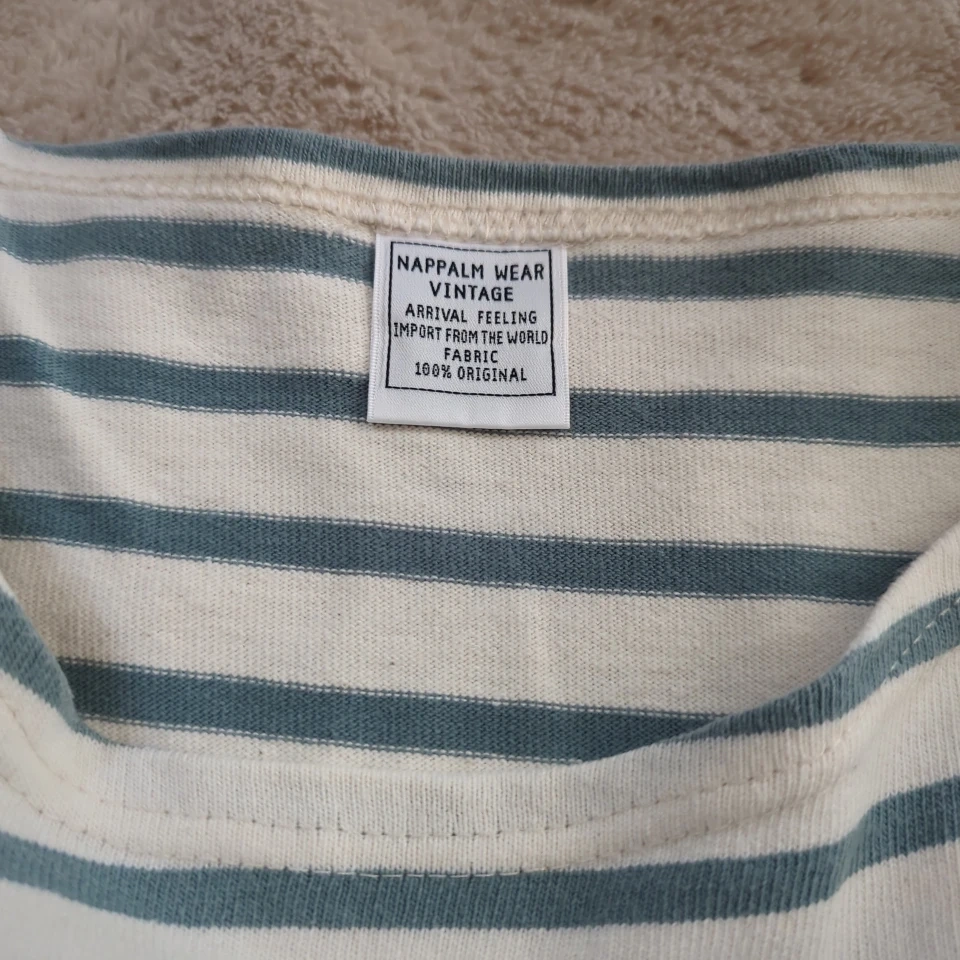 NAPPALM WEAR
VINTAGE
ARRIVAL FEELING
IMPORT FROM THE WORLD
FABRIC
100% ORIGINAL